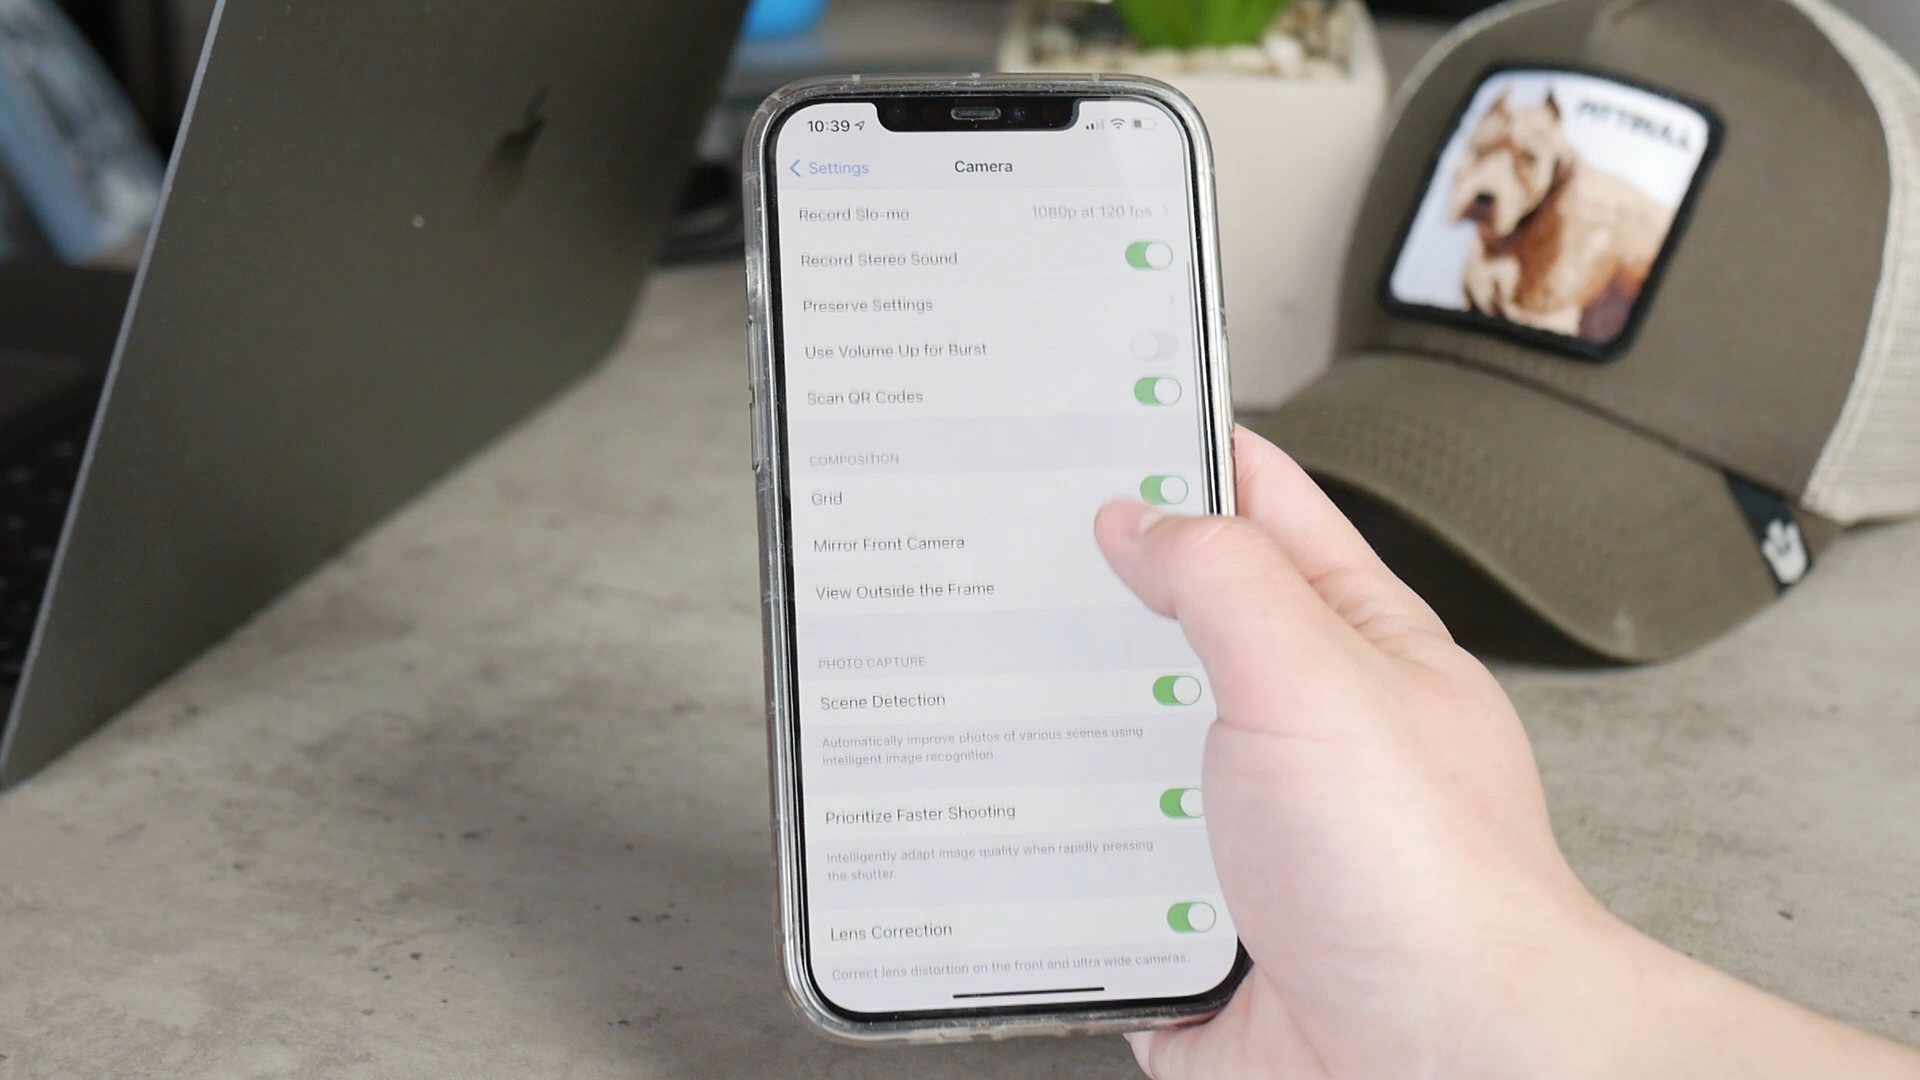 10:39
Settings
Camera
Record Slo-mo 1080p at 120 fps
Record Stereo Sound
Preserve Settings
Use Volume Up for Burst
Scan QR Codes
COMPOSITION
Grid
Mirror Front Camera
View Outside the Frame
PHOTO CAPTURE
Scene Detection
Automatically improve photos of various scenes using
intelligent image recognition.
Prioritize Faster Shooting
Intelligently adapt image quality when rapidly pressing
the shutter.
Lens Correction
Correct lens distortion on the front and ultra wide cameras.
PITTBULL